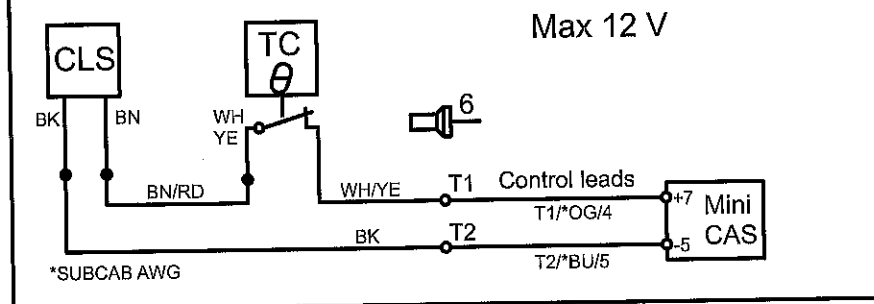 Max 12 V
CLS
TC
θ
BK
BN
WH
YE
6
BN/RD
WH/YE
T1
Control leads
T1/*OG/4
+7
Mini
CAS
BK
T2
T2/*BU/5
-5
*SUBCAB AWG